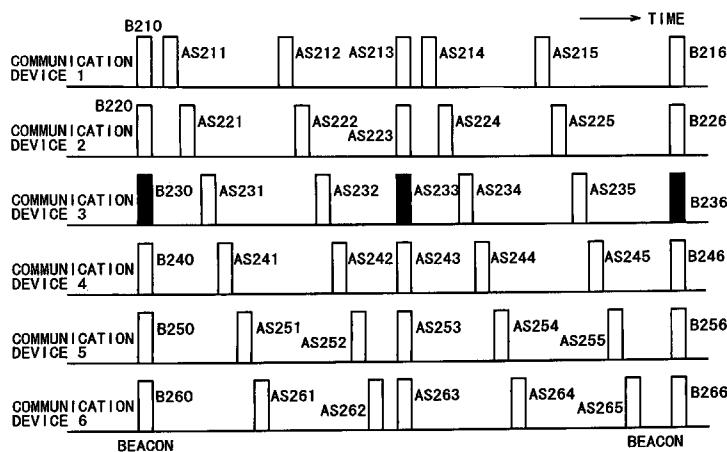 TIME
B210
COMMUNICATION
DEVICE 1
AS211
AS212
AS213
AS214
AS215
B216
COMMUNICATION
DEVICE 2
B220
AS221
AS222
AS223
AS224
AS225
B226
COMMUNICATION
DEVICE 3
B230
AS231
AS232
AS233
AS234
AS235
B236
COMMUNICATION
DEVICE 4
B240
AS241
AS242
AS243
AS244
AS245
B246
COMMUNICATION
DEVICE 5
B250
AS251
AS252
AS253
AS254
AS255
B256
COMMUNICATION
DEVICE 6
B260
AS261
AS262
AS263
AS264
AS265
B266
BEACON
BEACON